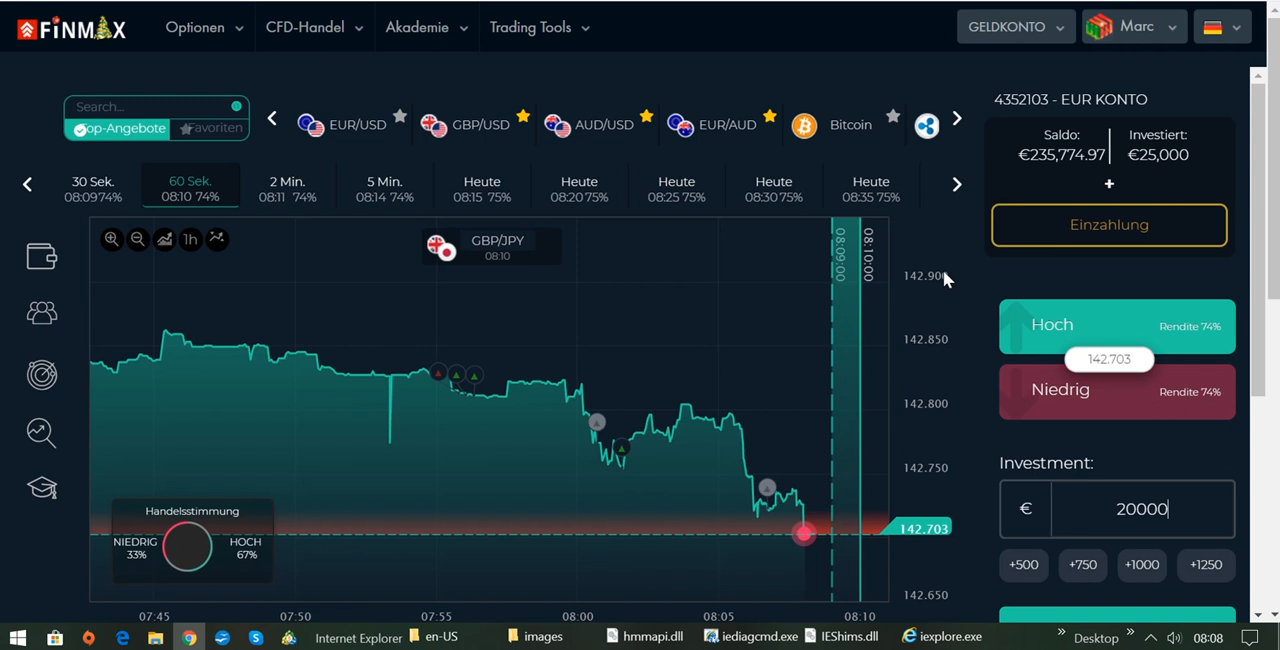 FiNMAX
Optionen
CFD-Handel
Akademie
Trading Tools
GELDKONTO
Marc
Search...
Top-Angebote
Favoriten
EUR/USD
GBP/USD
AUD/USD
EUR/AUD
Bitcoin
4352103 - EUR KONTO
Saldo:
€235,774.97
Investiert:
€25,000
+
Einzahlung
30 Sek.
08:09 74%
60 Sek.
08:10 74%
2 Min.
08:11 74%
5 Min.
08:14 74%
Heute
08:15 75%
Heute
08:20 75%
Heute
08:25 75%
Heute
08:30 75%
Heute
08:35 75%
1h
GBP/JPY
08:10
08:09:00
08:10:00
142.900
142.850
142.800
142.750
142.703
142.650
Handelsstimmung
NIEDRIG
33%
HOCH
67%
07:45
07:50
07:55
08:00
08:05
08:10
Hoch
Rendite 74%
142.703
Niedrig
Rendite 74%
Investment:
€
20000
+500
+750
+1000
+1250
Internet Explorer
en-US
images
hmmapi.dll
iediagcmd.exe
IEShims.dll
iexplore.exe
Desktop
08:08